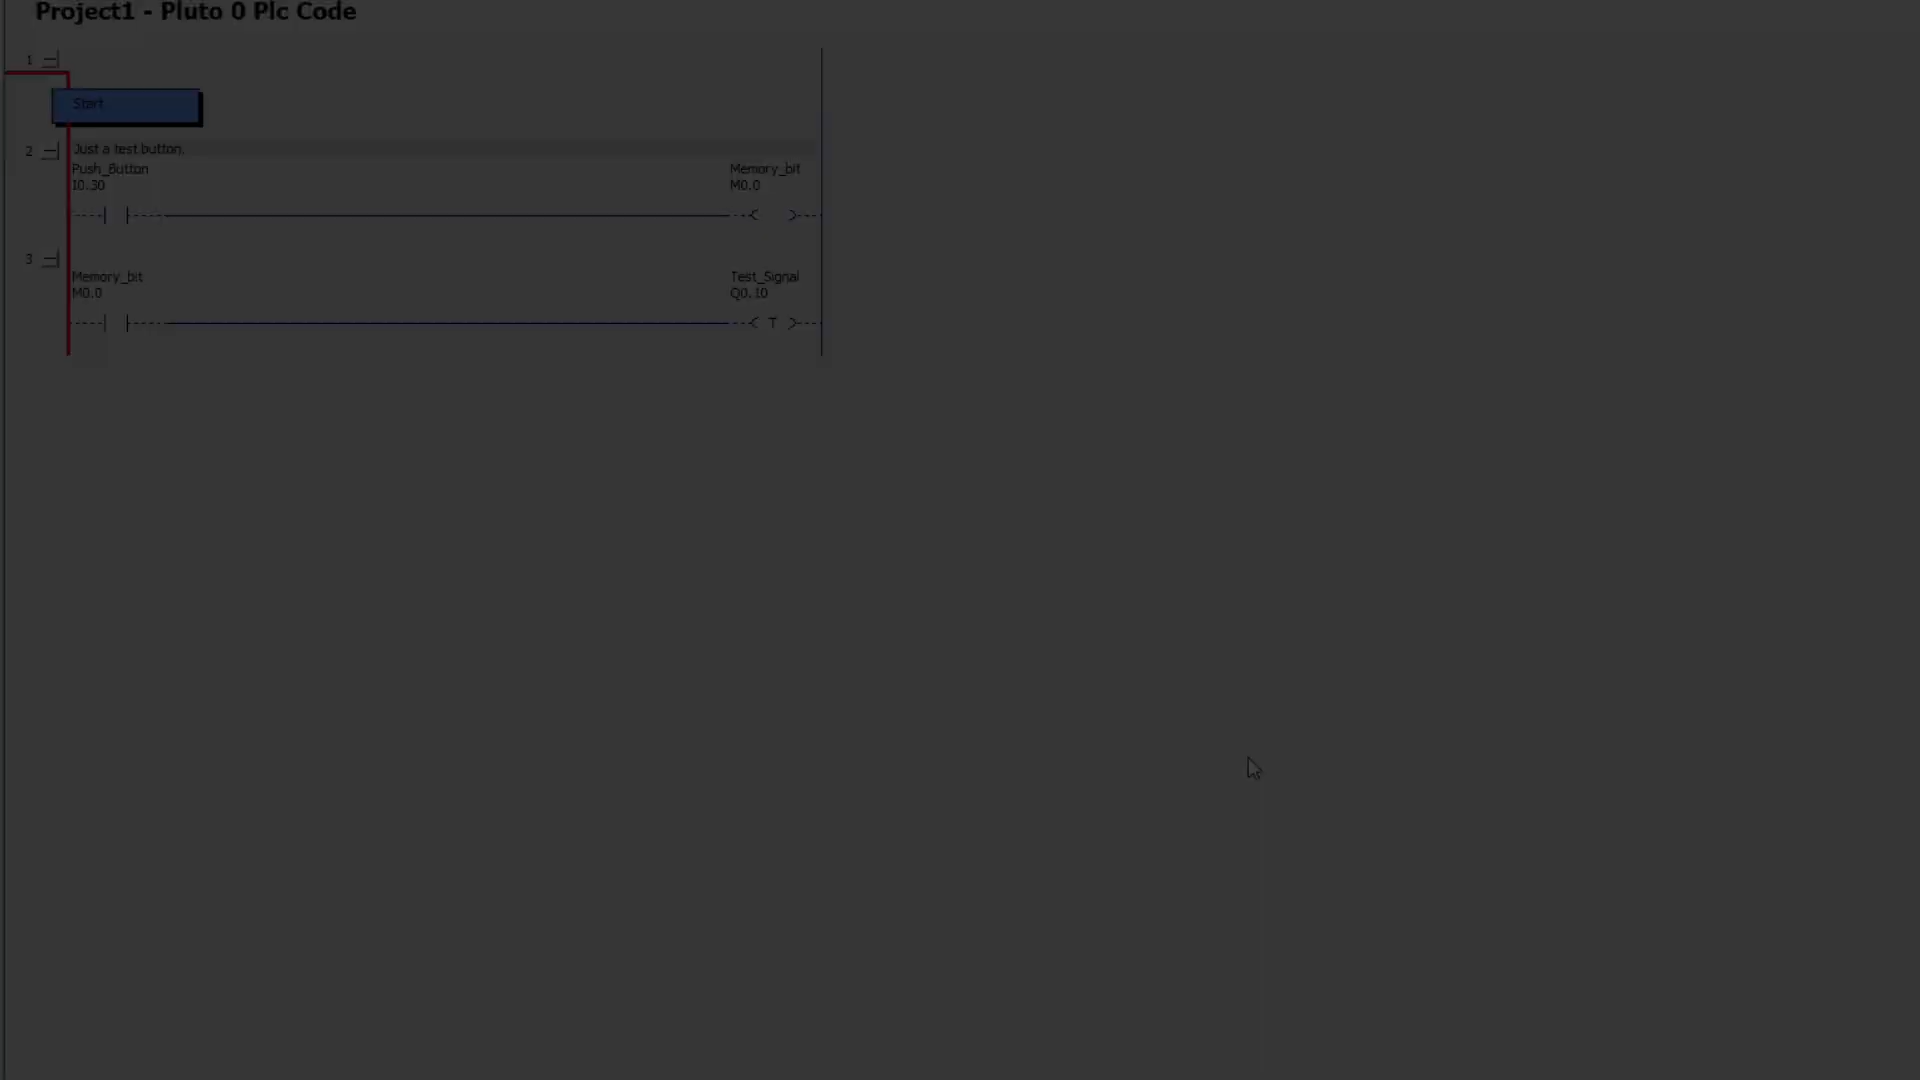 Project1 - Pluto 0 Plc Code
1
Start
2
Just a test button.
Push_Button
I0.30
Memory_bit
M0.0
3
Memory_bit
M0.0
Test_Signal
Q0.10
T